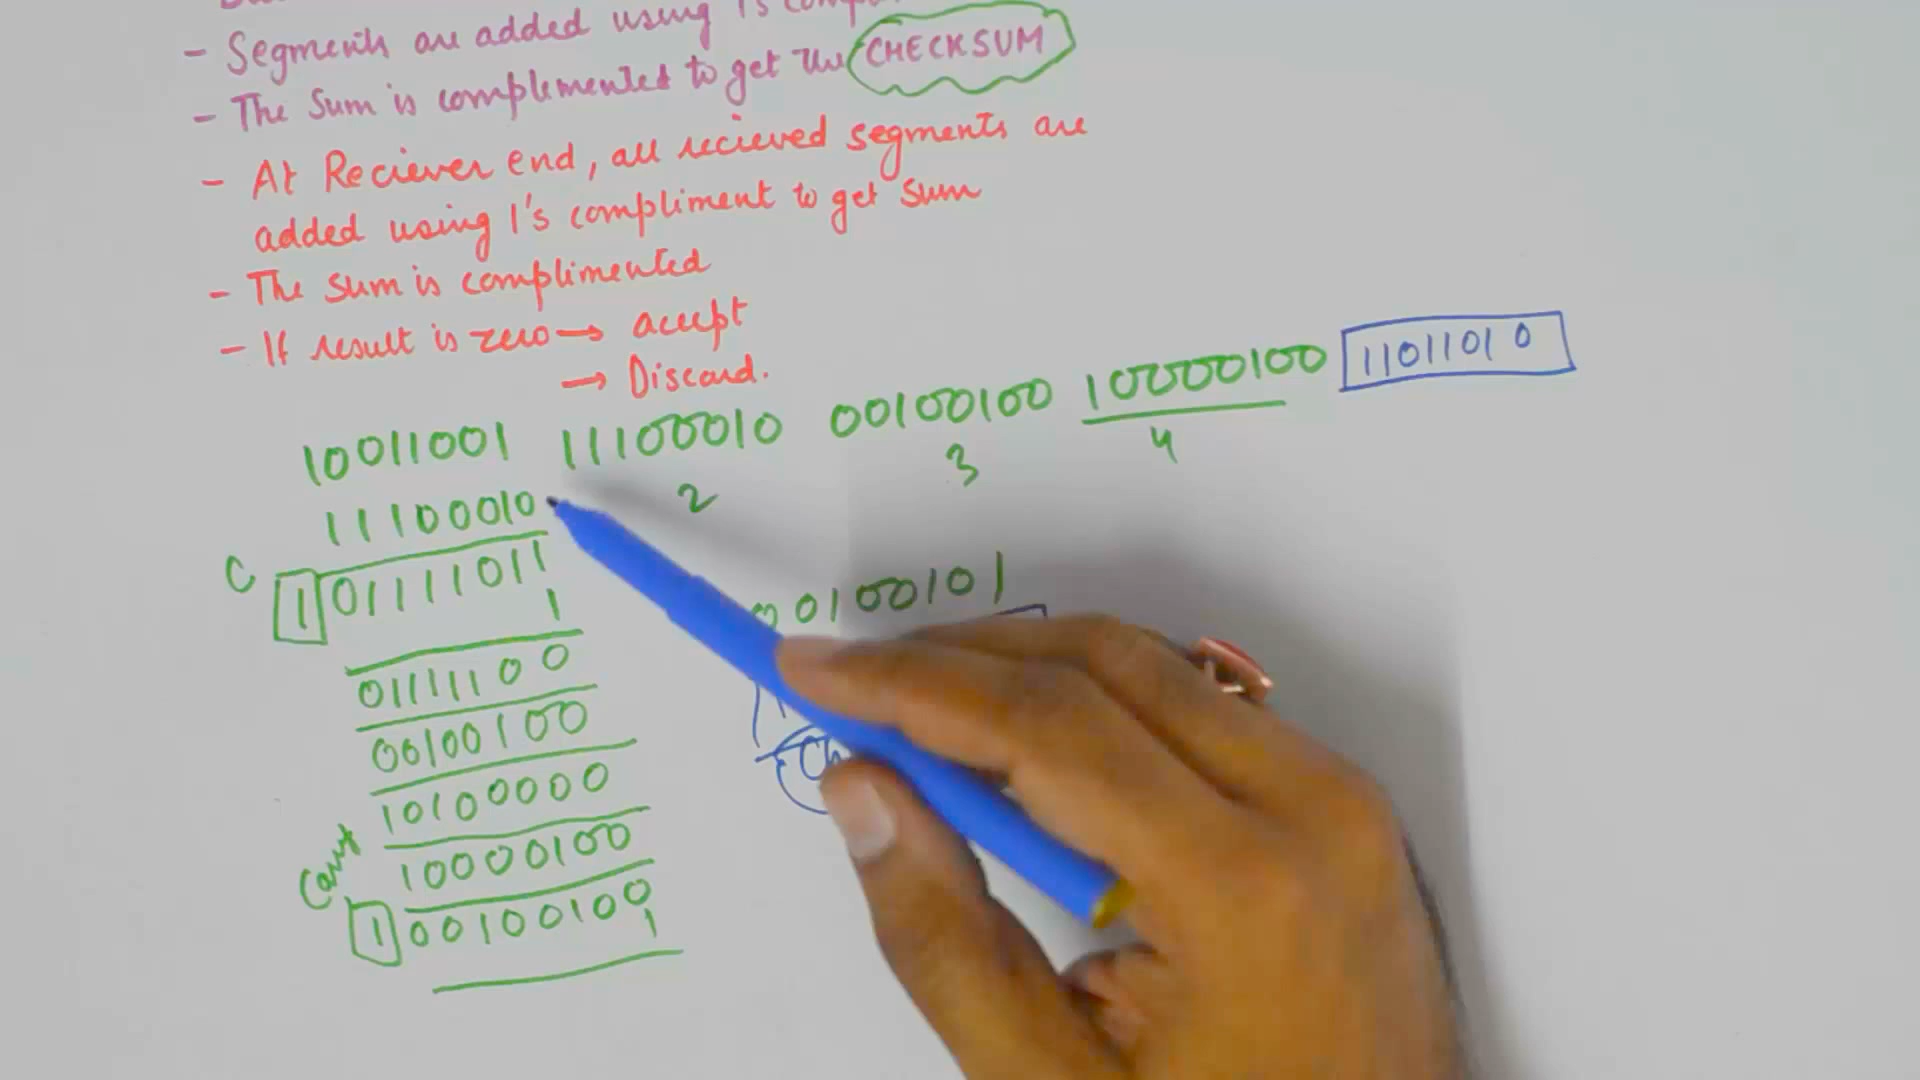 - Segments are added using 1's
- The Sum is complemented to get the CHECKSUM
- At Reciever end, all recieved segments are
added using 1's compliment to get sum
- The sum is complimented
- If result is zero → accept
→ Discard.
10011001 11100010 00100100 10000100 11011010
2 3 4
11100010
C 1 01111011
1
01111100
00100100
10100000
10000100
Carry 1 00100100
1
00100101